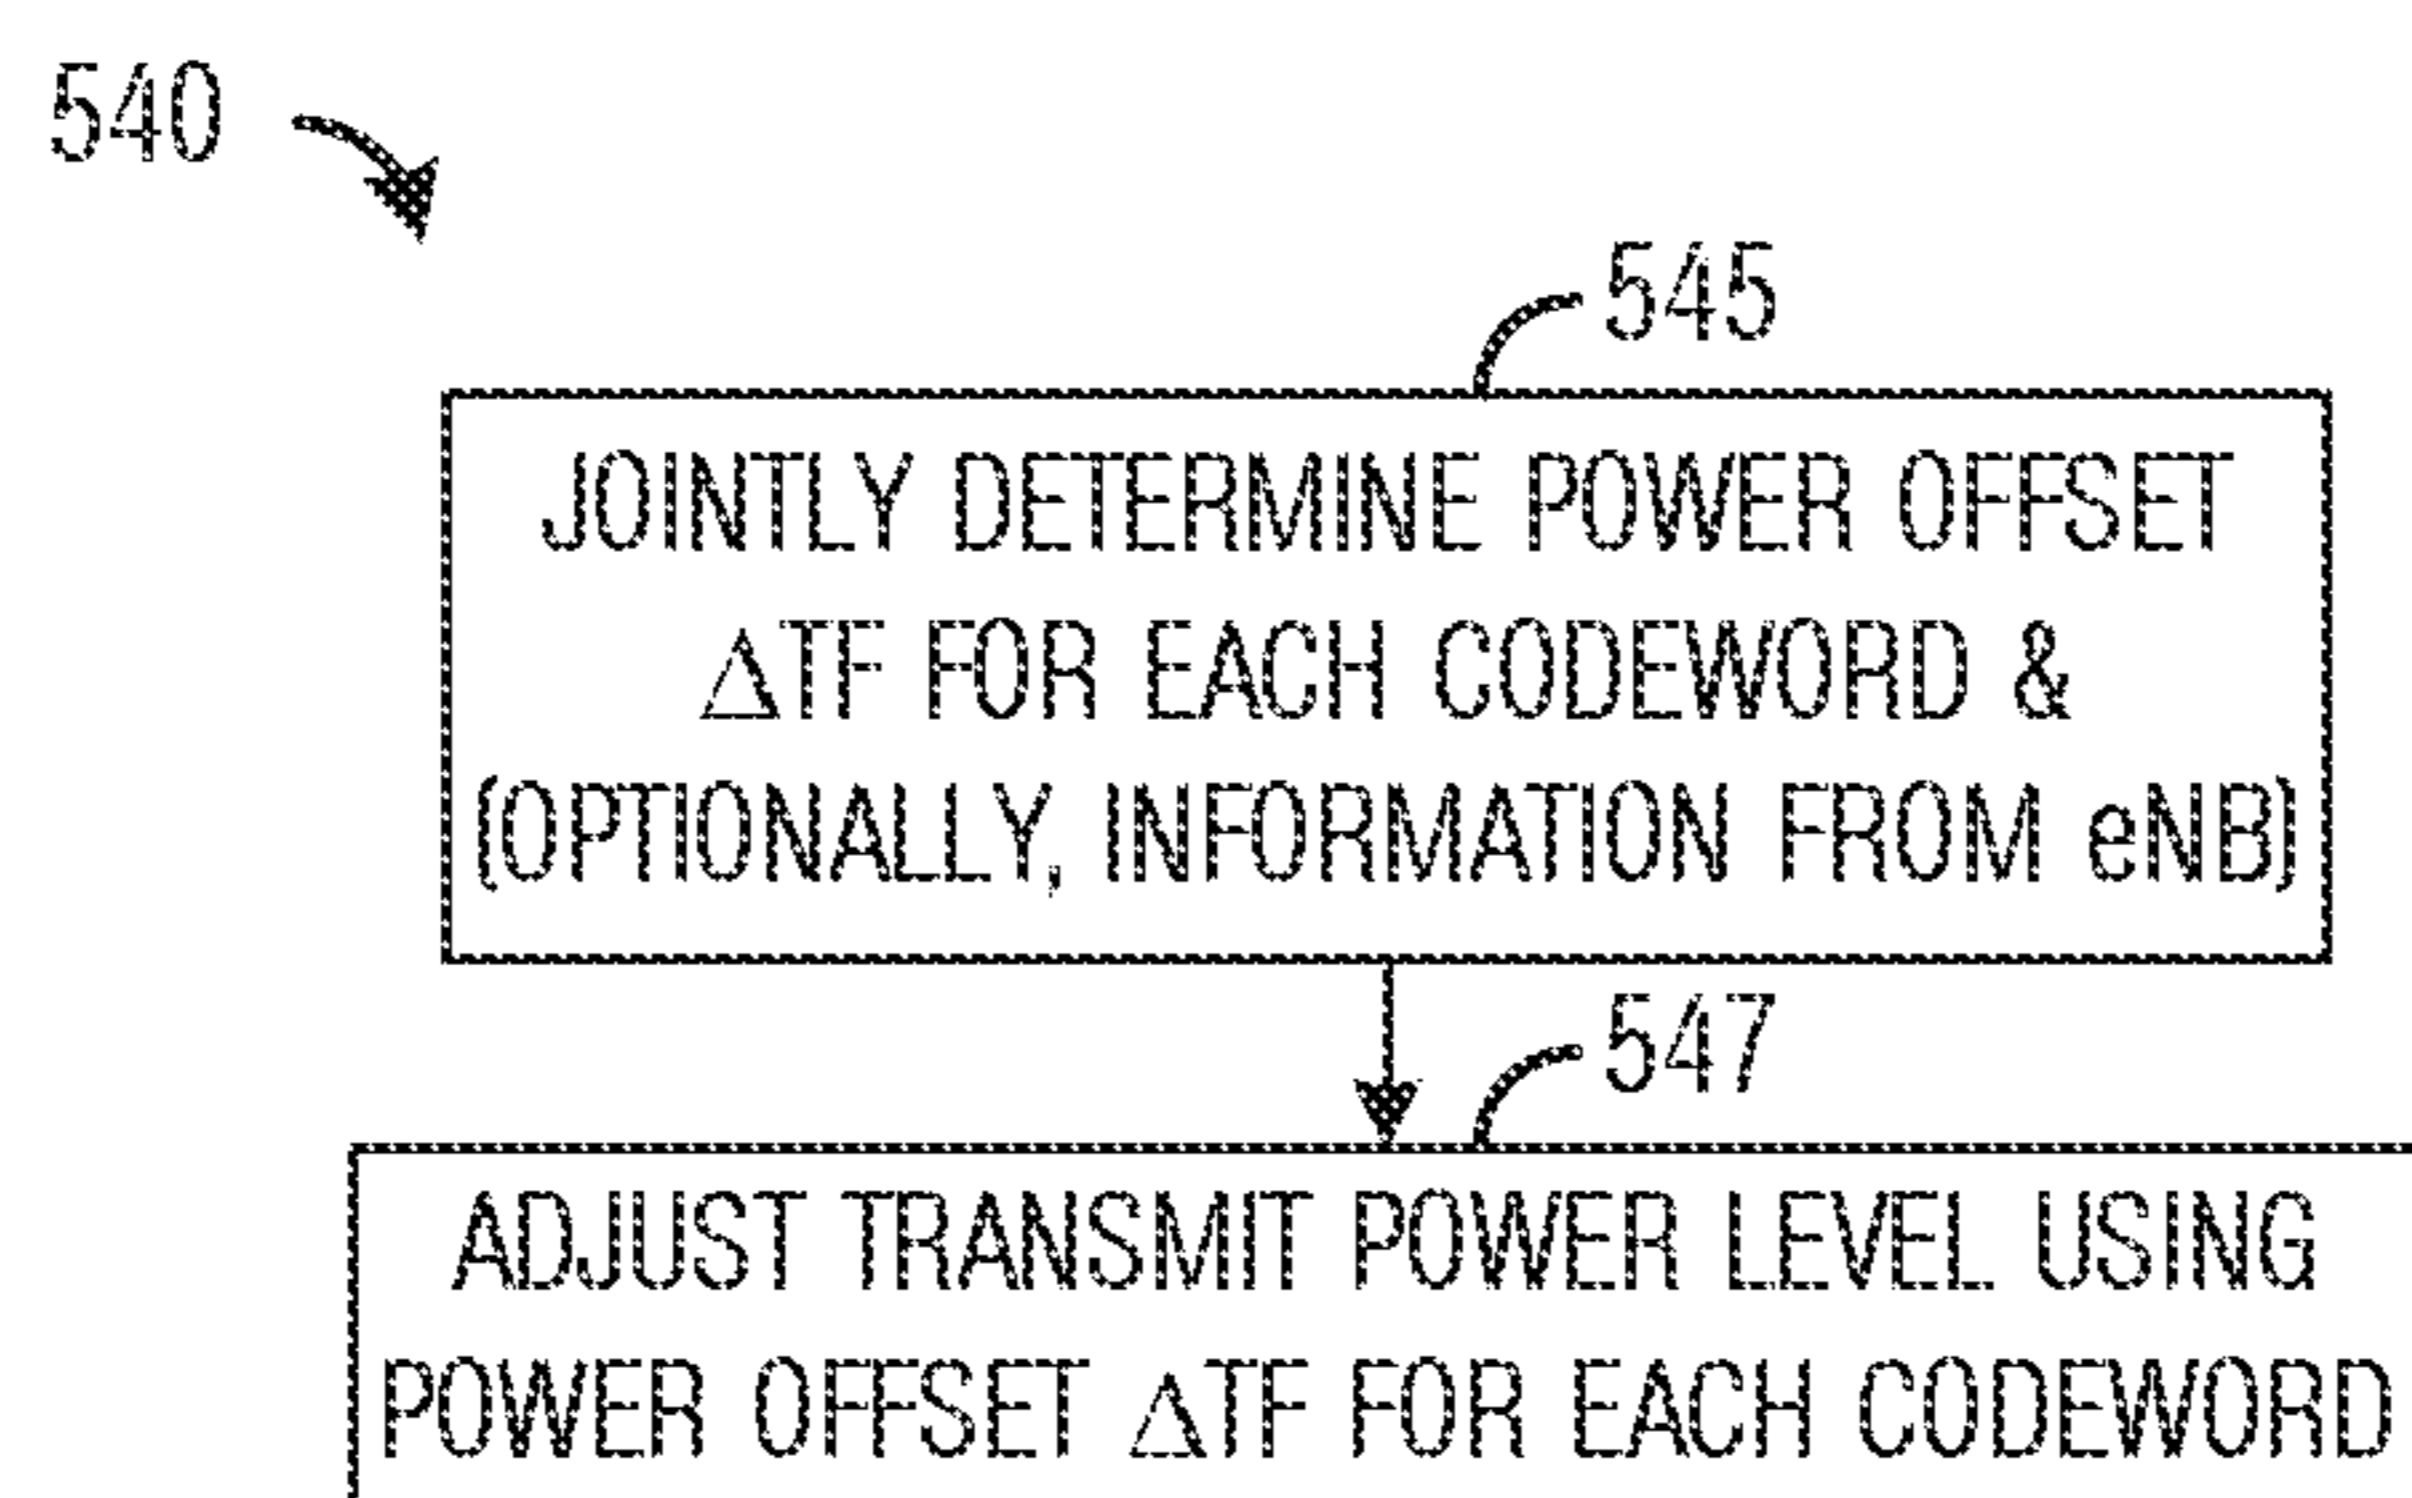 540
545
JOINTLY DETERMINE POWER OFFSET
ΔTF FOR EACH CODEWORD &
(OPTIONALLY, INFORMATION FROM eNB)
547
ADJUST TRANSMIT POWER LEVEL USING
POWER OFFSET ΔTF FOR EACH CODEWORD